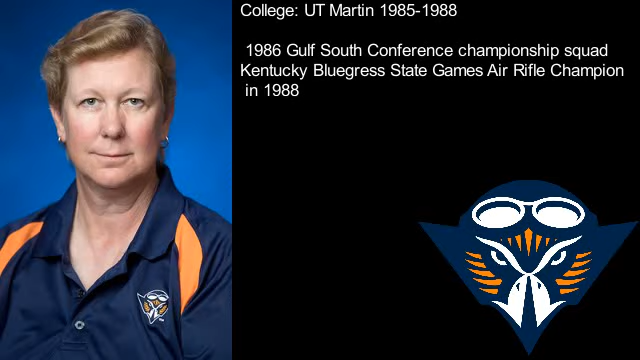 College: UT Martin 1985-1988
1986 Gulf South Conference championship squad
Kentucky Bluegress State Games Air Rifle Champion
in 1988